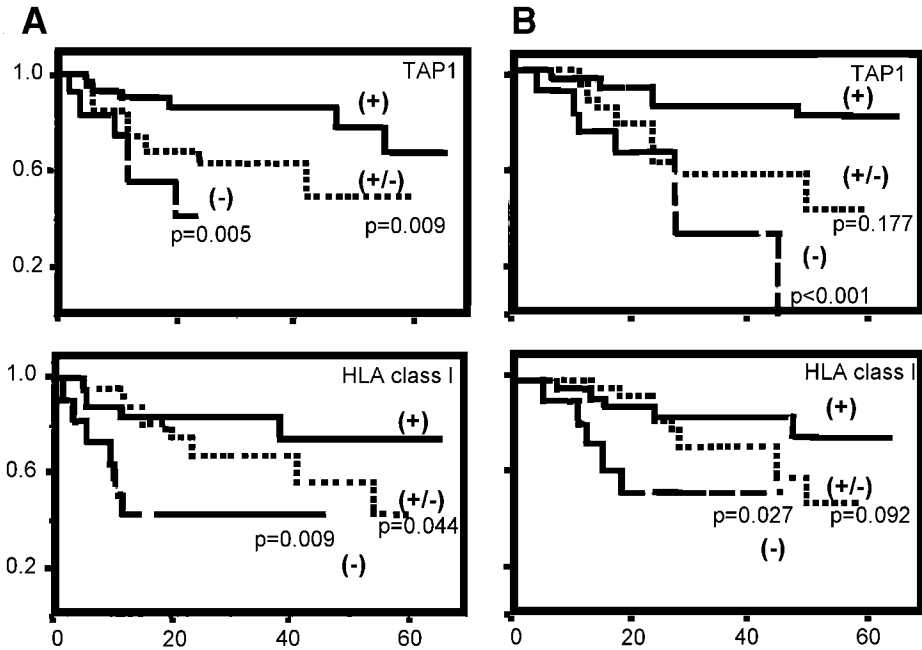 A
B
TAP1
TAP1
1.0
(+)
(+)
0.6
(+/-)
(+/-)
(-)
p=0.005
p=0.009
p=0.177
0.2
(-)
p<0.001
1.0
HLA class I
HLA class I
(+)
(+)
0.6
(+/-)
(+/-)
p=0.009
p=0.044
p=0.027
p=0.092
0.2
(-)
(-)
0
20
40
60
0
20
40
60